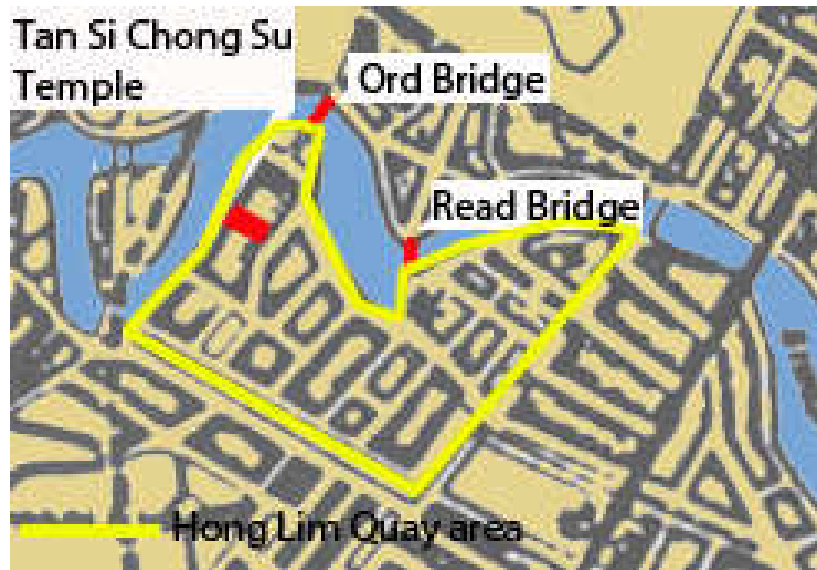 Tan Si Chong Su
Temple
Ord Bridge
Read Bridge
Hong Lim Quay area